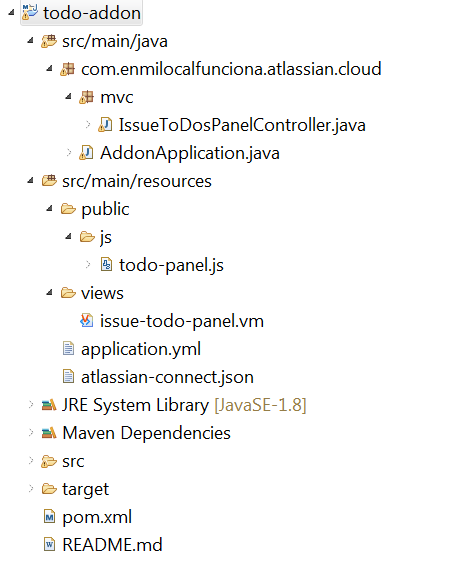 todo-addon
src/main/java
com.enmilocalfunciona.atlassian.cloud
mvc
IssueToDosPanelController.java
AddonApplication.java
src/main/resources
public
js
todo-panel.js
views
issue-todo-panel.vm
application.yml
atlassian-connect.json
JRE System Library [JavaSE-1.8]
Maven Dependencies
src
target
pom.xml
README.md